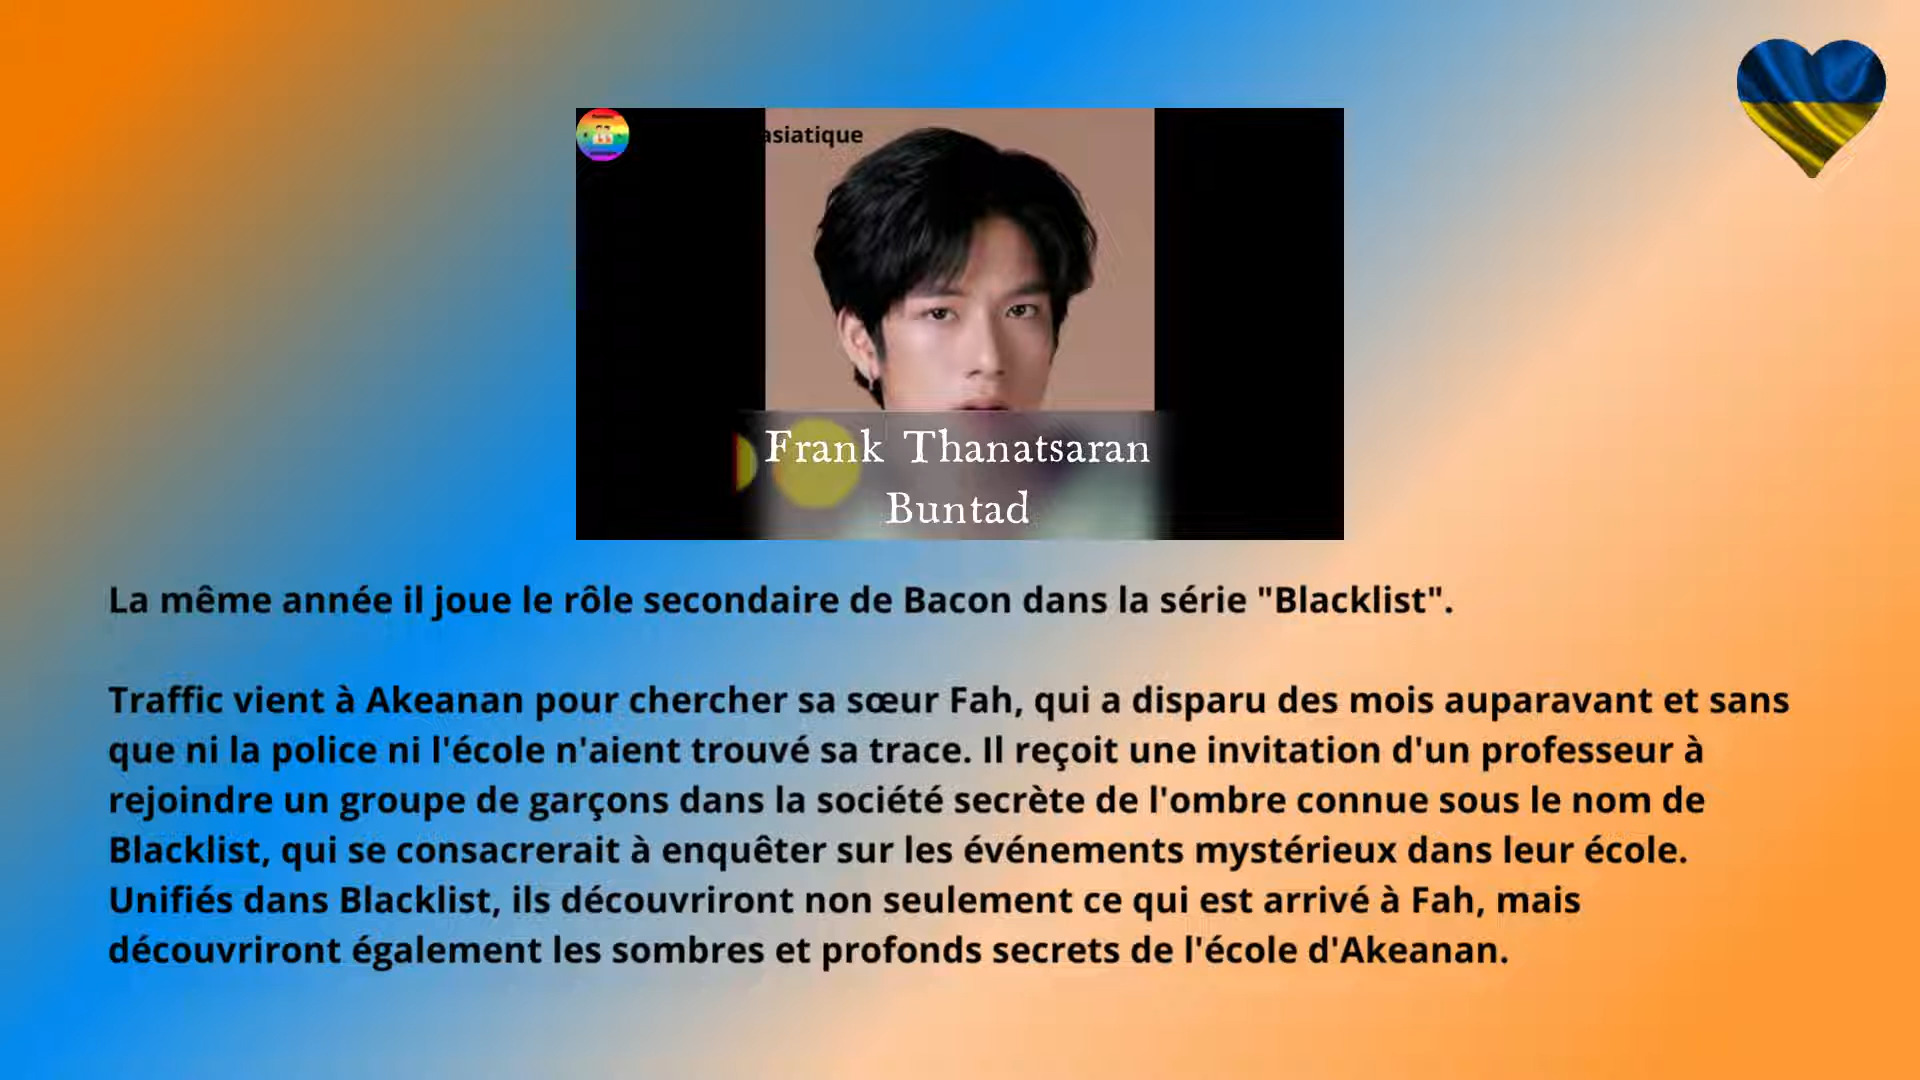 asiatique
Frank Thanatsaran
Buntad
La même année il joue le rôle secondaire de Bacon dans la série "Blacklist".
Traffic vient à Akeanan pour chercher sa sœur Fah, qui a disparu des mois auparavant et sans
que ni la police ni l'école n'aient trouvé sa trace. Il reçoit une invitation d'un professeur à
rejoindre un groupe de garçons dans la société secrète de l'ombre connue sous le nom de
Blacklist, qui se consacrerait à enquêter sur les événements mystérieux dans leur école.
Unifiés dans Blacklist, ils découvriront non seulement ce qui est arrivé à Fah, mais
découvriront également les sombres et profonds secrets de l'école d'Akeanan.